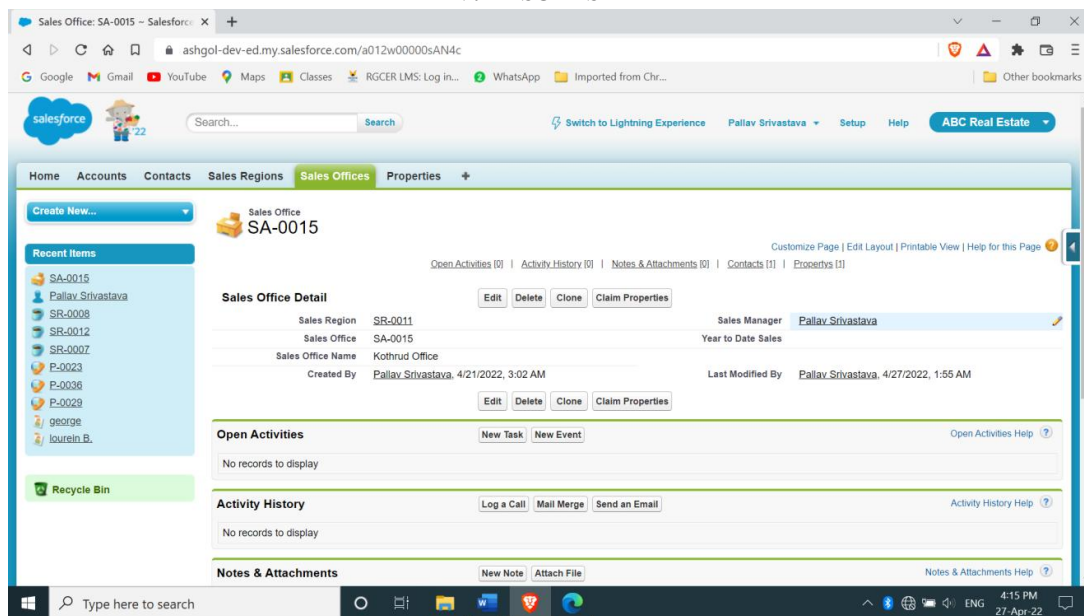 Sales Office: SA-0015 ~ Salesforce
ashgol-dev-ed.my.salesforce.com/a012w00000sAN4c
Google Gmail YouTube Maps Classes RGCER LMS: Log in... WhatsApp Imported from Chr... Other bookmarks
salesforce '22 Search... Search Switch to Lightning Experience Pallav Srivastava Setup Help ABC Real Estate
Home Accounts Contacts Sales Regions Sales Offices Properties +
Create New...
Recent Items
SA-0015
Pallav Srivastava
SR-0008
SR-0012
SR-0007
P-0023
P-0036
P-0029
george
lourein B.
Recycle Bin
Sales Office
SA-0015
Customize Page | Edit Layout | Printable View | Help for this Page
Open Activities [0] | Activity History [0] | Notes & Attachments [0] | Contacts [1] | Propertys [1]
Sales Office Detail Edit Delete Clone Claim Properties
Sales Region SR-0011 Sales Manager Pallav Srivastava
Sales Office SA-0015 Year to Date Sales
Sales Office Name Kothrud Office
Created By Pallav Srivastava, 4/21/2022, 3:02 AM Last Modified By Pallav Srivastava, 4/27/2022, 1:55 AM
Edit Delete Clone Claim Properties
Open Activities New Task New Event Open Activities Help ?
No records to display
Activity History Log a Call Mail Merge Send an Email Activity History Help ?
No records to display
Notes & Attachments New Note Attach File Notes & Attachments Help ?
Type here to search ENG 4:15 PM
27-Apr-22